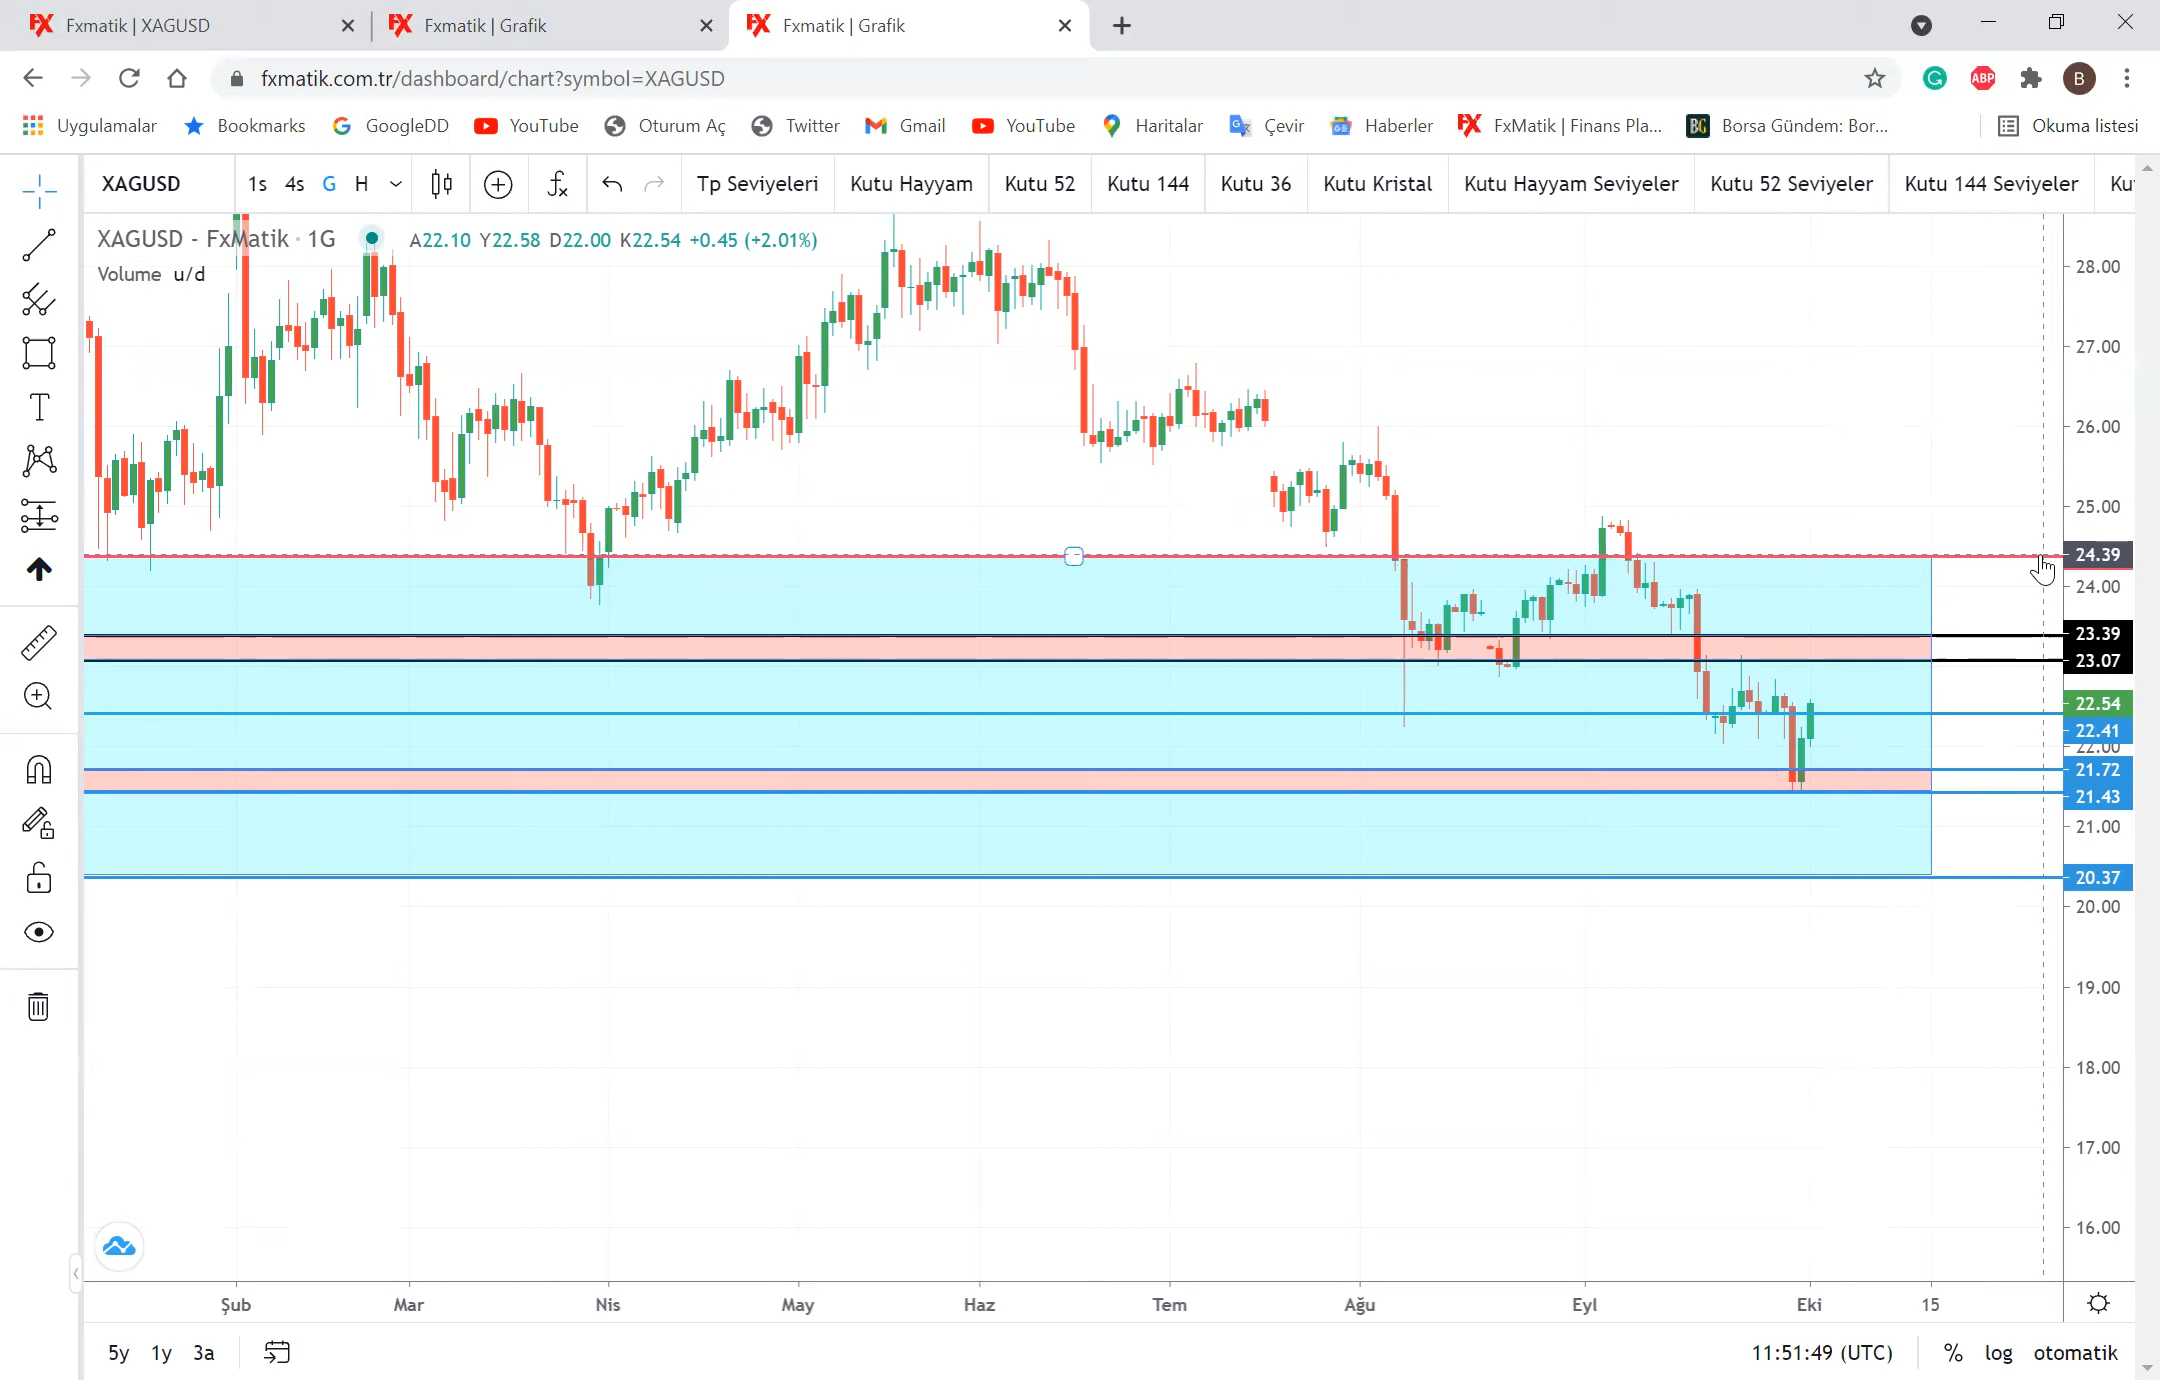 Fxmatik | XAGUSD
Fxmatik | Grafik
Fxmatik | Grafik
fxmatik.com.tr/dashboard/chart?symbol=XAGUSD
ABP
B
Uygulamalar
Bookmarks
GoogleDD
YouTube
Oturum Aç
Twitter
Gmail
YouTube
Haritalar
Çevir
Haberler
FxMatik | Finans Pla...
Borsa Gündem: Bor...
Okuma listesi
XAGUSD
1s 4s G H
Tp Seviyeleri
Kutu Hayyam
Kutu 52
Kutu 144
Kutu 36
Kutu Kristal
Kutu Hayyam Seviyeler
Kutu 52 Seviyeler
Kutu 144 Seviyeler
Ku
XAGUSD - FxMatik · 1G
A22.10 Y22.58 D22.00 K22.54 +0.45 (+2.01%)
Volume u/d
28.00
27.00
26.00
25.00
24.39
24.00
23.39
23.07
22.54
22.41
22.00
21.72
21.43
21.00
20.37
20.00
19.00
18.00
17.00
16.00
Şub Mar Nis May Haz Tem Ağu Eyl Eki 15
5y 1y 3a
11:51:49 (UTC)
% log otomatik